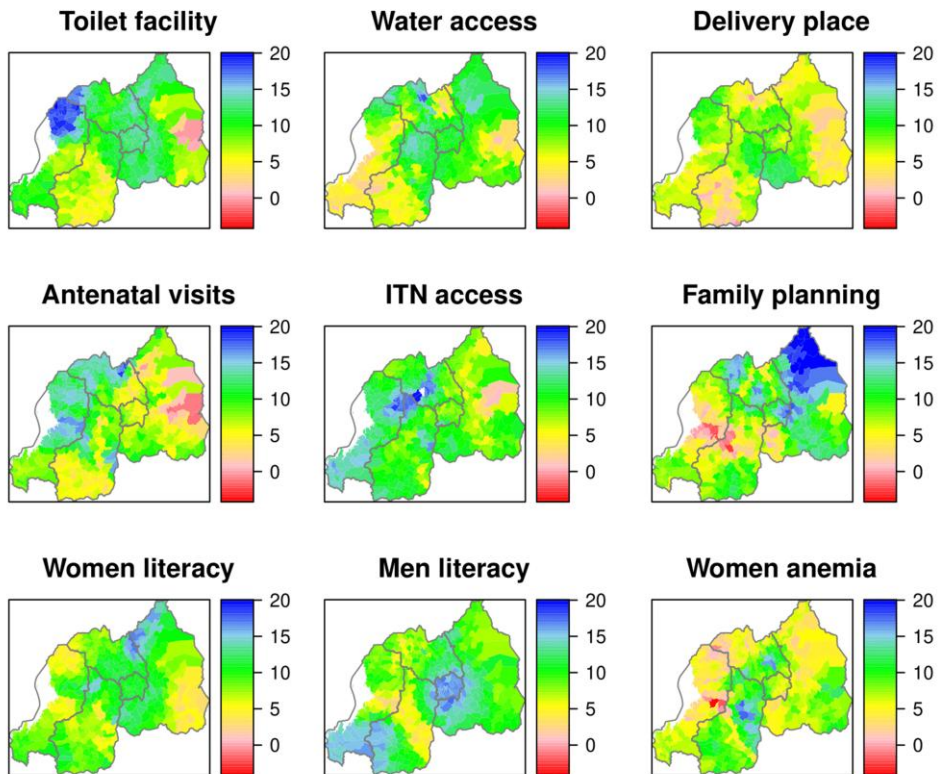 Toilet facility Water access Delivery place
20 20 20
15 15 15
10 10 10
5 5 5
0 0 0
Antenatal visits ITN access Family planning
20 20 20
15 15 15
10 10 10
5 5 5
0 0 0
Women literacy Men literacy Women anemia
20 20 20
15 15 15
10 10 10
5 5 5
0 0 0